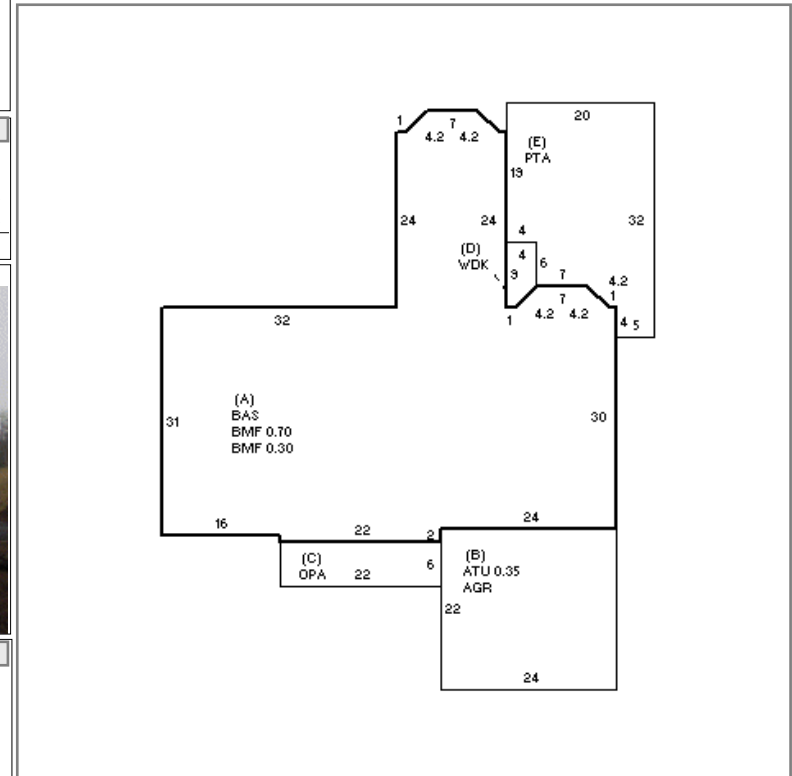 20
1
7
4.2 4.2
(E)
PTA
19
24
24
32
4
(D)
WDK
4
6
9
7
4.2
7
1
4.2 4.2
1
4 5
32
31
(A)
BAS
BMF 0.70
BMF 0.30
30
16
22
2
24
(C)
OPA
22
6
(B)
ATU 0.35
AGR
22
24